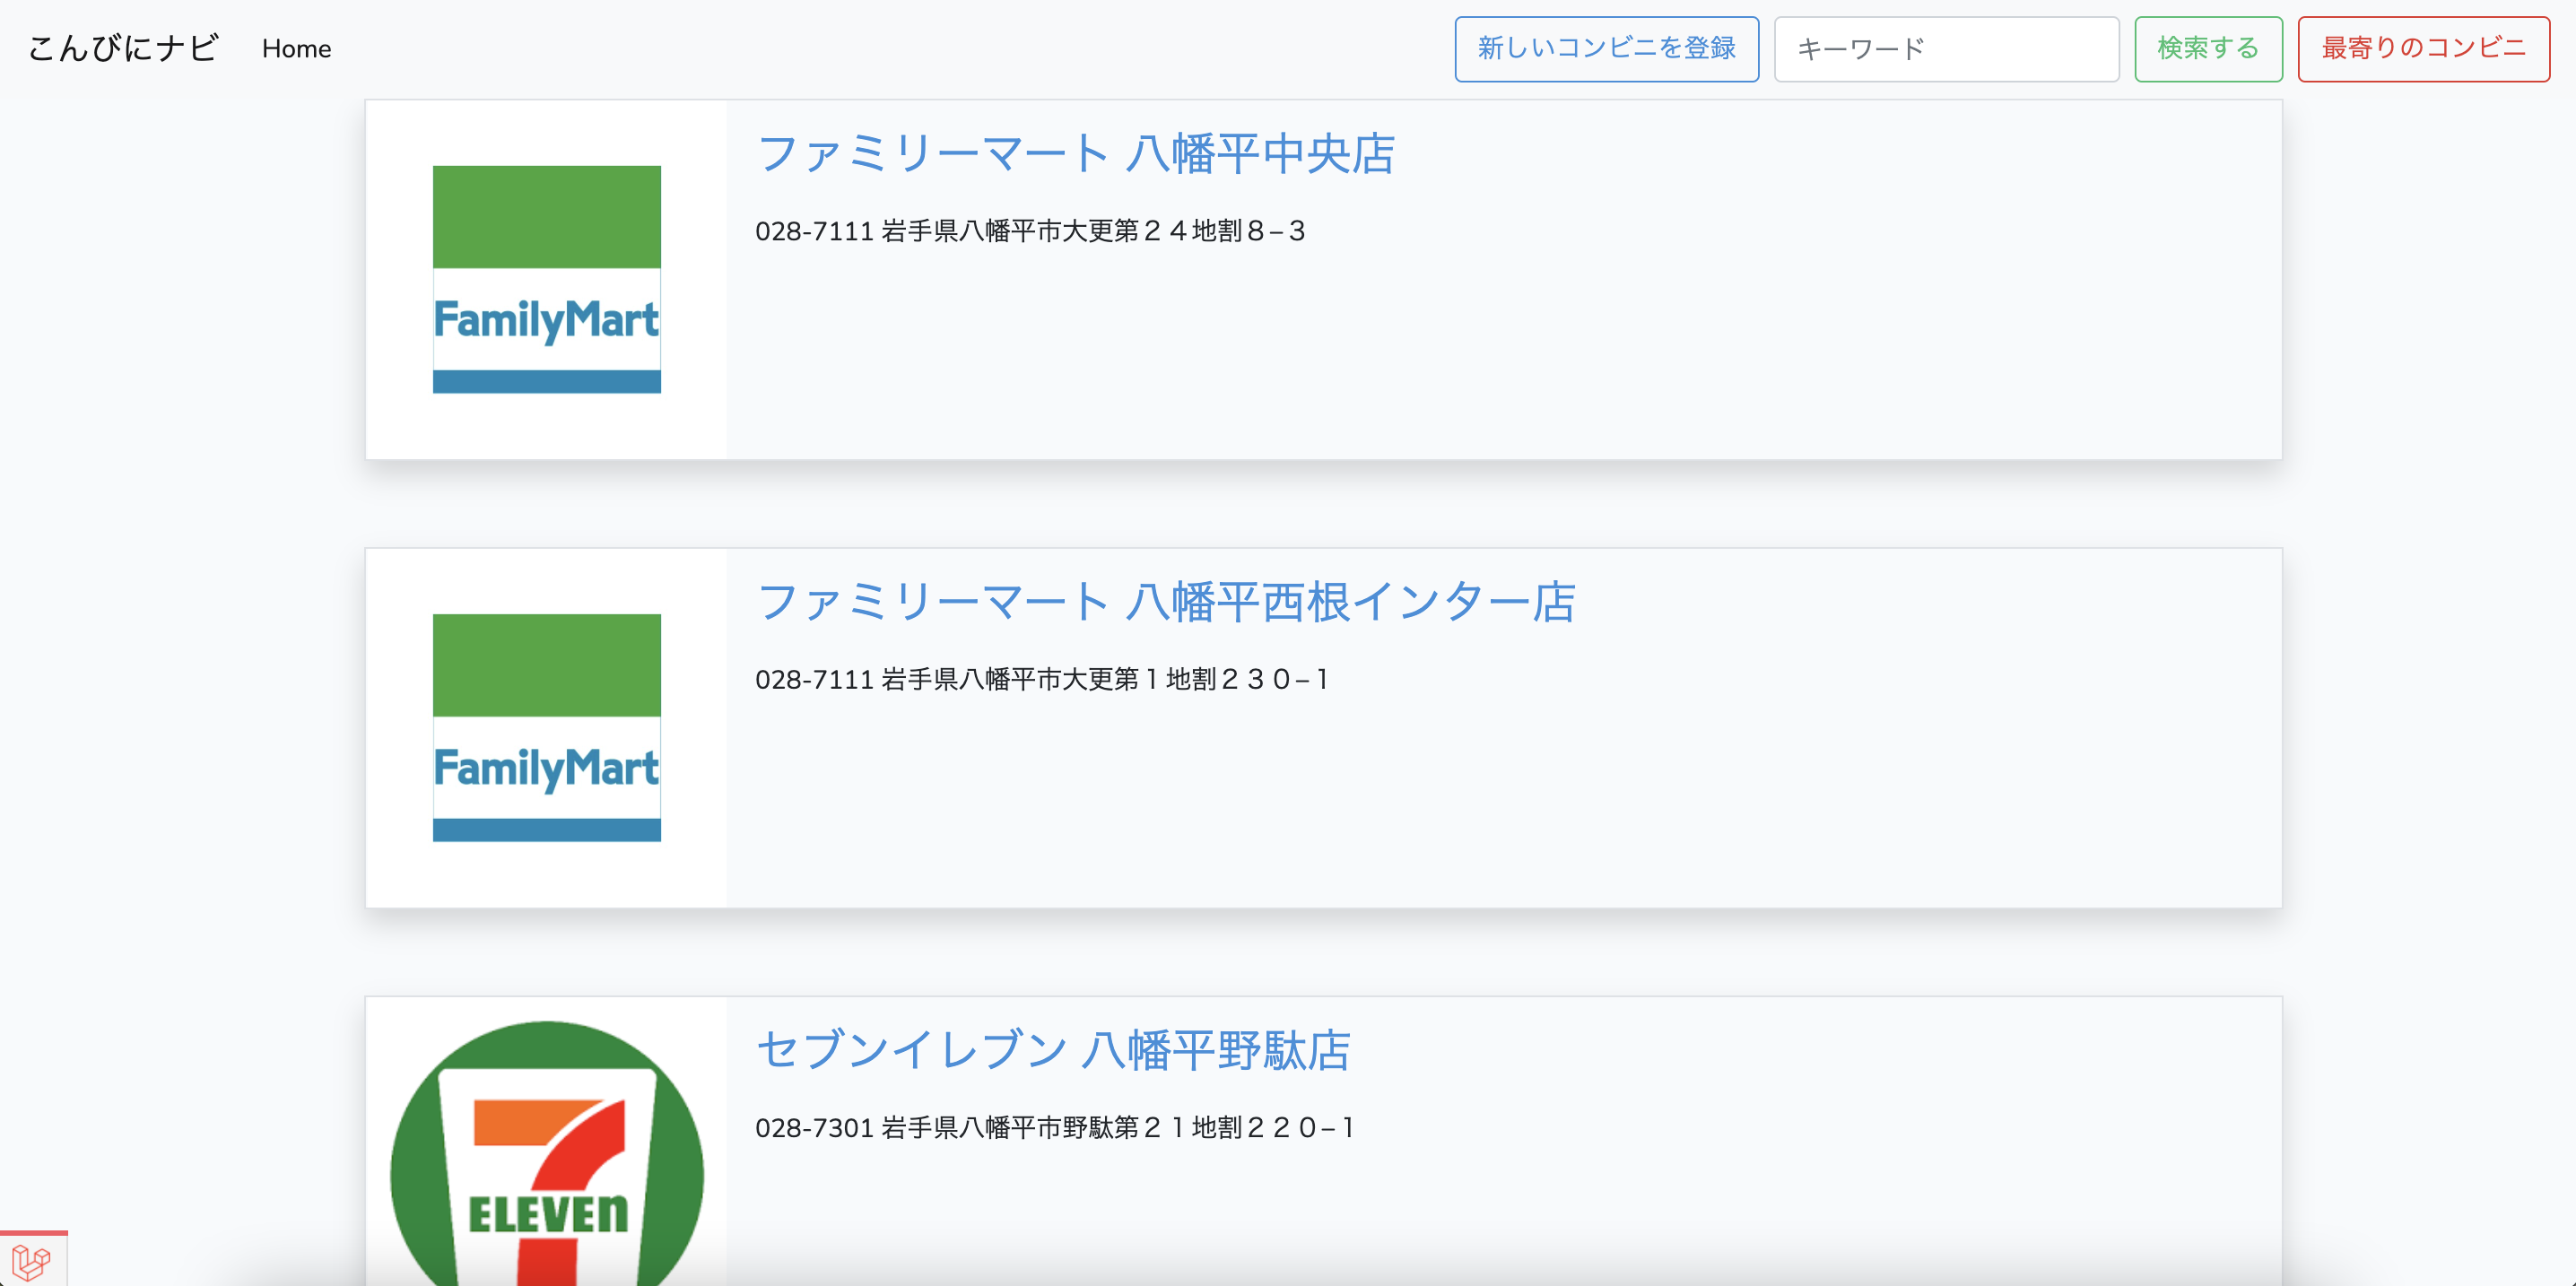 こんびにナビ Home 新しいコンビニを登録 キーワード 検索する 最寄りのコンビニ
ファミリーマート 八幡平中央店
028-7111 岩手県八幡平市大更第２４地割８−３
FamilyMart
ファミリーマート 八幡平西根インター店
028-7111 岩手県八幡平市大更第１地割２３０−１
FamilyMart
セブンイレブン 八幡平野駄店
028-7301 岩手県八幡平市野駄第２１地割２２０−１
7
ELEVEn